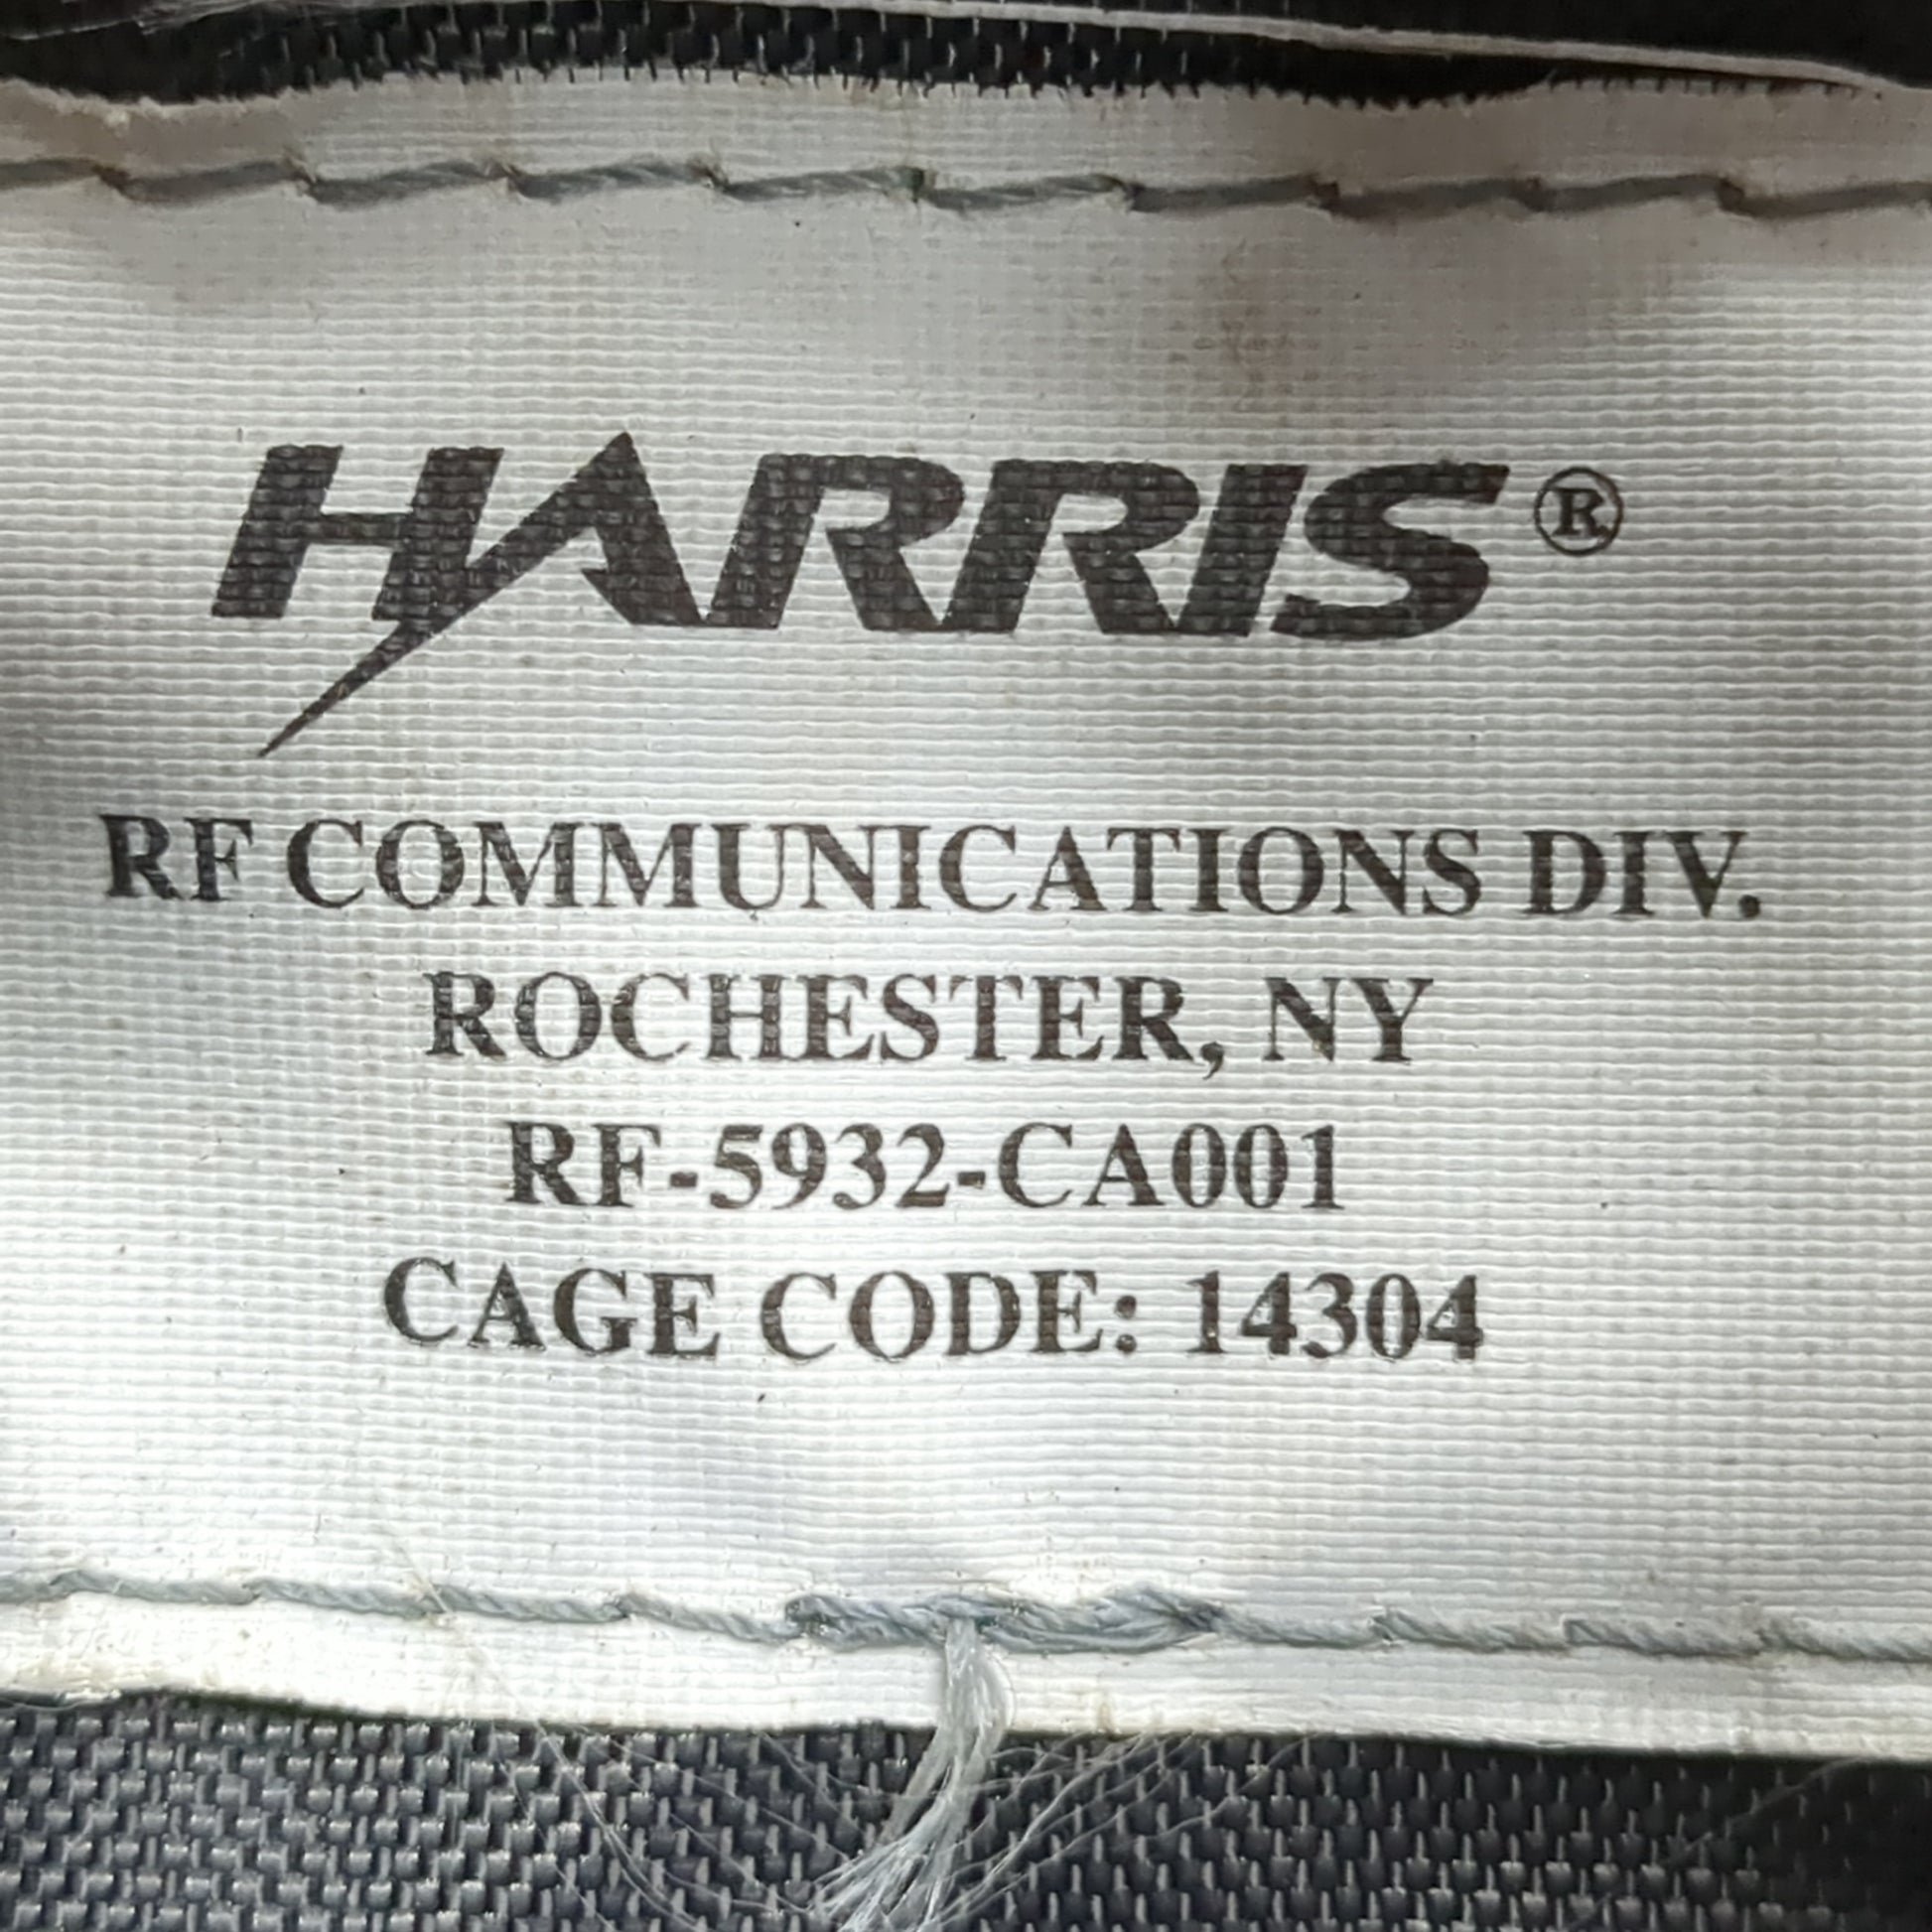 HARRIS®
RF COMMUNICATIONS DIV.
ROCHESTER, NY
RF-5932-CA001
CAGE CODE: 14304